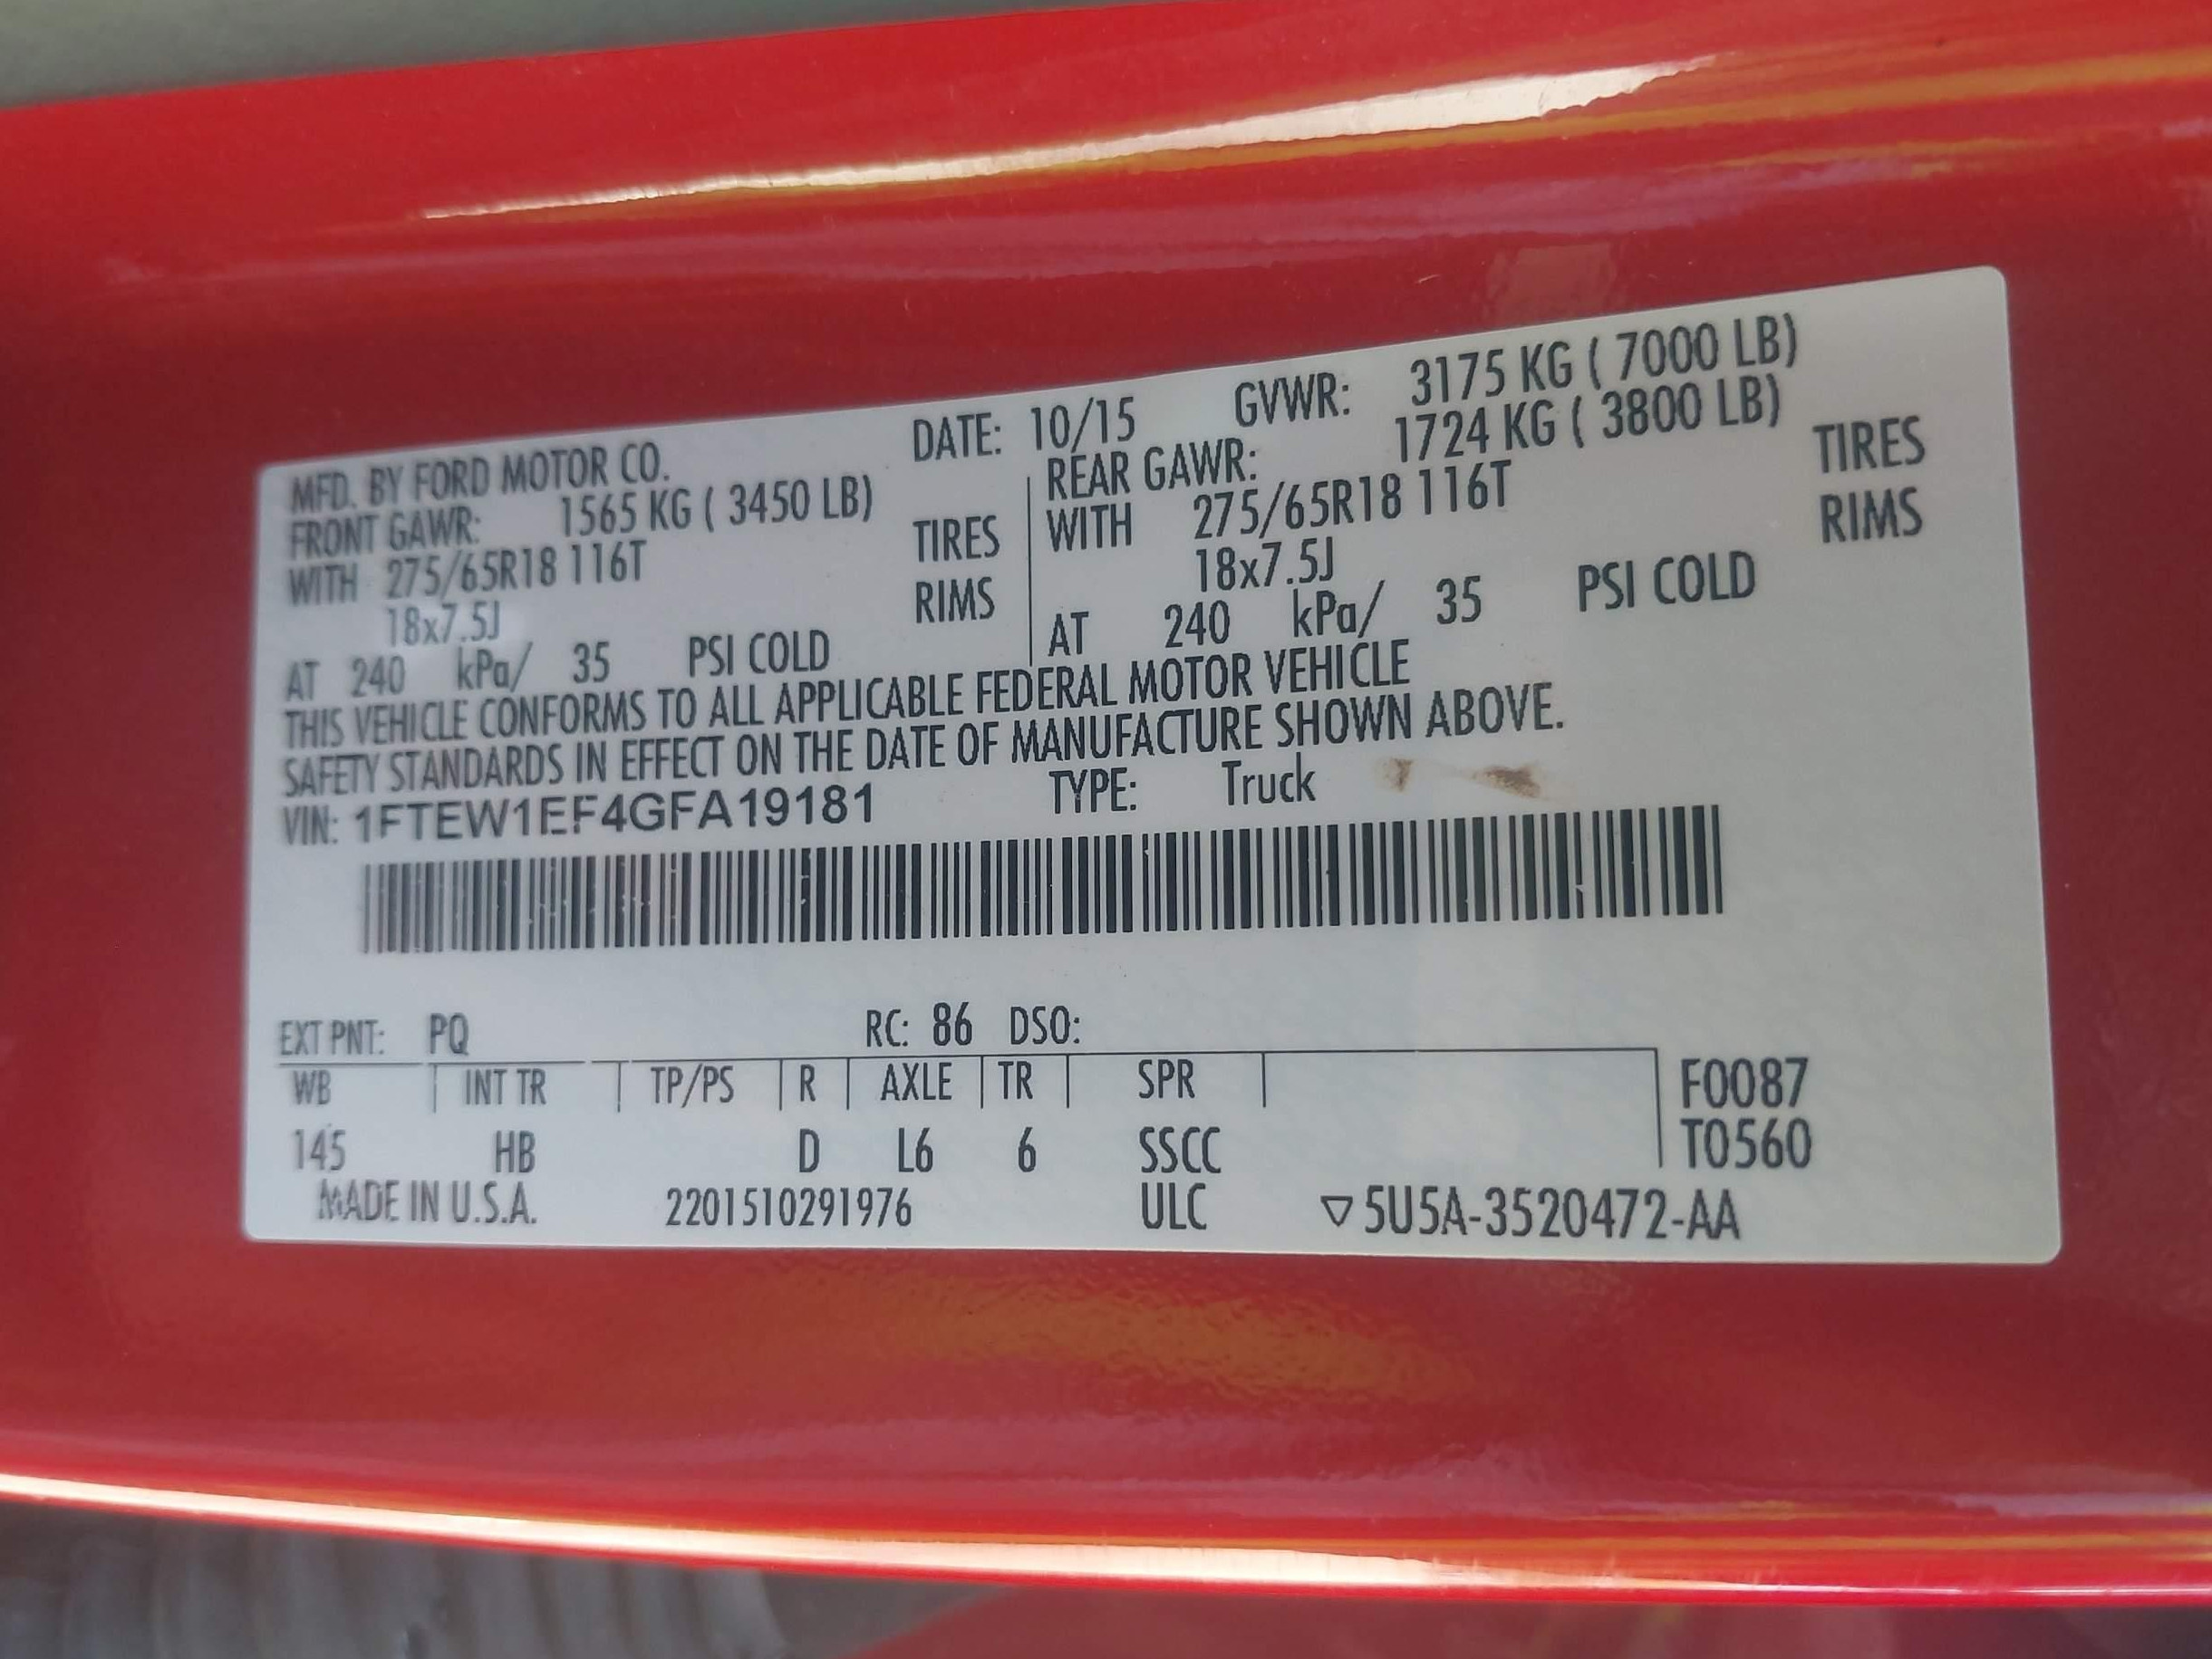 MFD. BY FORD MOTOR CO. DATE: 10/15 GVWR: 3175 KG ( 7000 LB)
FRONT GAWR: 1565 KG ( 3450 LB) REAR GAWR: 1724 KG ( 3800 LB)
WITH 275/65R18 116T TIRES WITH 275/65R18 116T TIRES
18x7.5J RIMS 18x7.5J RIMS
AT 240 kPa/ 35 PSI COLD AT 240 kPa/ 35 PSI COLD
THIS VEHICLE CONFORMS TO ALL APPLICABLE FEDERAL MOTOR VEHICLE
SAFETY STANDARDS IN EFFECT ON THE DATE OF MANUFACTURE SHOWN ABOVE.
VIN: 1FTEW1EF4GFA19181 TYPE: Truck
EXT PNT: PQ RC: 86 DSO:
WB INT TR TP/PS R AXLE TR SPR F0087
145 HB D L6 6 SSCC T0560
MADE IN U.S.A. 2201510291976 ULC ▽5U5A-3520472-AA